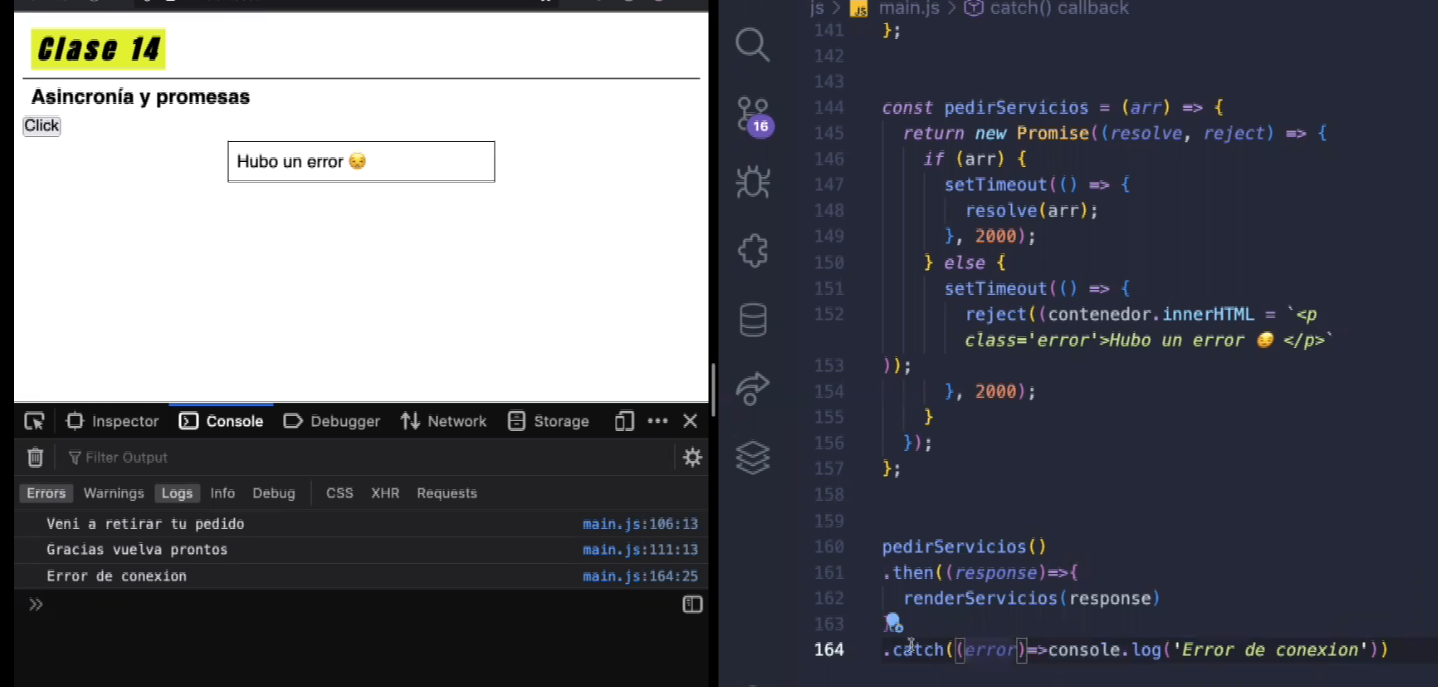 Clase 14
Asincronía y promesas
Click
Hubo un error 😔
Inspector Console Debugger Network Storage
Filter Output
Errors Warnings Logs Info Debug CSS XHR Requests
Veni a retirar tu pedido main.js:106:13
Gracias vuelva prontos main.js:111:13
Error de conexion main.js:164:25
16
js > JS main.js > catch() callback
141 };
142
143
144 const pedirServicios = (arr) => {
145 return new Promise((resolve, reject) => {
146 if (arr) {
147 setTimeout(() => {
148 resolve(arr);
149 }, 2000);
150 } else {
151 setTimeout(() => {
152 reject((contenedor.innerHTML = `<p
class='error'>Hubo un error 😔 </p>`
153 ));
154 }, 2000);
155 }
156 });
157 };
158
159
160 pedirServicios()
161 .then((response)=>{
162 renderServicios(response)
163 }
164 .catch((error)=>console.log('Error de conexion'))